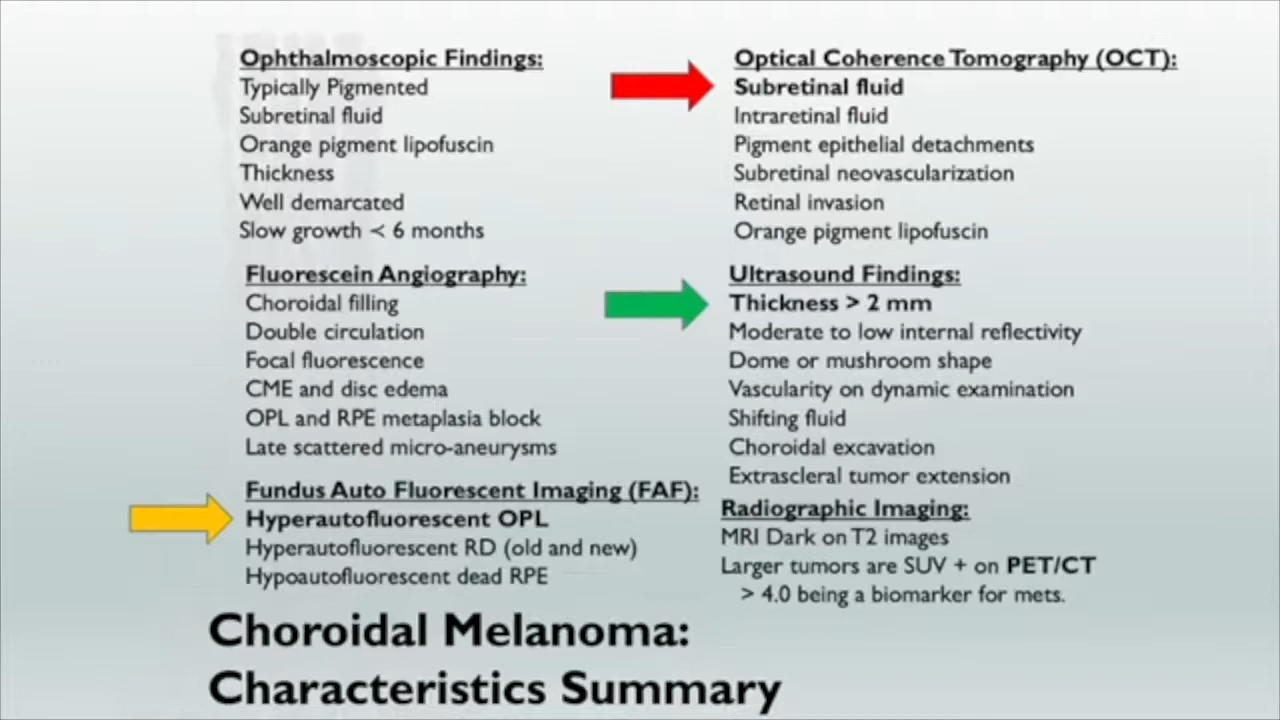 Ophthalmoscopic Findings:
Typically Pigmented
Subretinal fluid
Orange pigment lipofuscin
Thickness
Well demarcated
Slow growth < 6 months
Fluorescein Angiography:
Choroidal filling
Double circulation
Focal fluorescence
CME and disc edema
OPL and RPE metaplasia block
Late scattered micro-aneurysms
Fundus Auto Fluorescent Imaging (FAF):
Hyperautofluorescent OPL
Hyperautofluorescent RD (old and new)
Hypoautofluorescent dead RPE
Optical Coherence Tomography (OCT):
Subretinal fluid
Intraretinal fluid
Pigment epithelial detachments
Subretinal neovascularization
Retinal invasion
Orange pigment lipofuscin
Ultrasound Findings:
Thickness > 2 mm
Moderate to low internal reflectivity
Dome or mushroom shape
Vascularity on dynamic examination
Shifting fluid
Choroidal excavation
Extrascleral tumor extension
Radiographic Imaging:
MRI Dark on T2 images
Larger tumors are SUV + on PET/CT
> 4.0 being a biomarker for mets.
Choroidal Melanoma:
Characteristics Summary